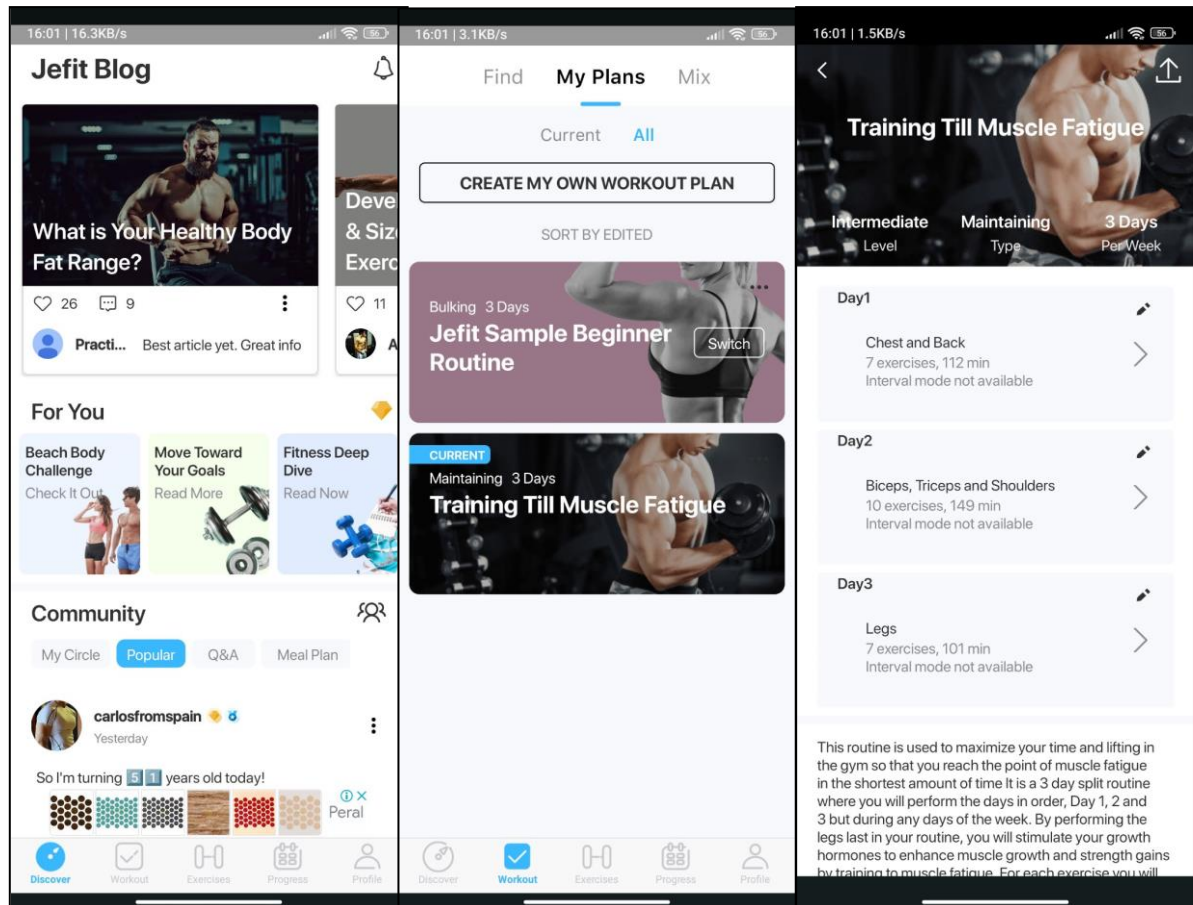 16:01 | 16.3KB/s
56
Jefit Blog
What is Your Healthy Body
Fat Range?
26
9
Practi... Best article yet. Great info
Deve
& Siz
Exerc
11
A
For You
Beach Body
Challenge
Check It Out
Move Toward
Your Goals
Read More
Fitness Deep
Dive
Read Now
Community
My Circle
Popular
Q&A
Meal Plan
carlosfromspain
Yesterday
So I'm turning 5 1 years old today!
Peral
Discover
Workout
Exercises
Progress
Profile
16:01 | 3.1KB/s
56
Find
My Plans
Mix
Current
All
CREATE MY OWN WORKOUT PLAN
SORT BY EDITED
Bulking 3 Days
Jefit Sample Beginner
Routine
Switch
CURRENT
Maintaining 3 Days
Training Till Muscle Fatigue
Discover
Workout
Exercises
Progress
Profile
16:01 | 1.5KB/s
56
Training Till Muscle Fatigue
Intermediate
Level
Maintaining
Type
3 Days
Per Week
Day1
Chest and Back
7 exercises, 112 min
Interval mode not available
Day2
Biceps, Triceps and Shoulders
10 exercises, 149 min
Interval mode not available
Day3
Legs
7 exercises, 101 min
Interval mode not available
This routine is used to maximize your time and lifting in
the gym so that you reach the point of muscle fatigue
in the shortest amount of time It is a 3 day split routine
where you will perform the days in order, Day 1, 2 and
3 but during any days of the week. By performing the
legs last in your routine, you will stimulate your growth
hormones to enhance muscle growth and strength gains
by training to muscle fatigue. For each exercise you will